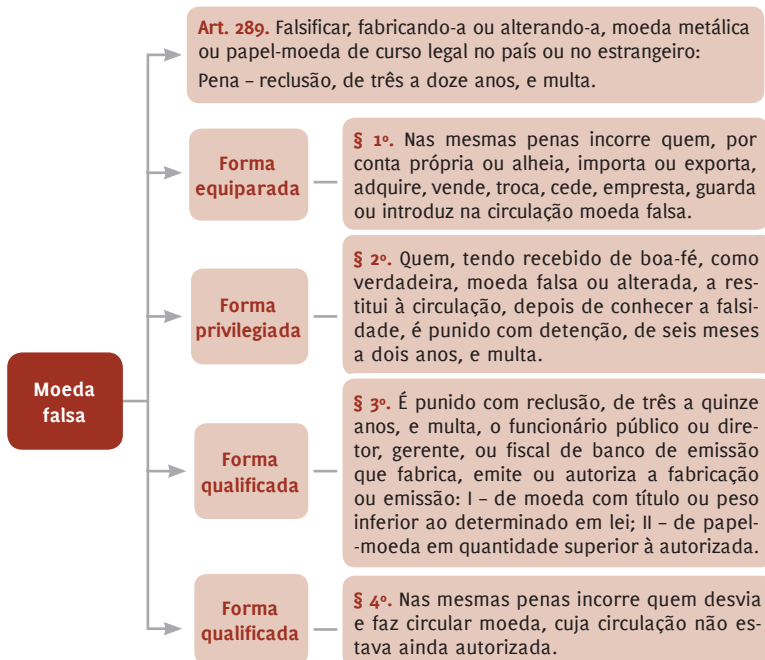 Art. 289. Falsificar, fabricando-a ou alterando-a, moeda metálica
ou papel-moeda de curso legal no país ou no estrangeiro:
Pena – reclusão, de três a doze anos, e multa.
Forma
equiparada
§ 1º. Nas mesmas penas incorre quem, por
conta própria ou alheia, importa ou exporta,
adquire, vende, troca, cede, empresta, guarda
ou introduz na circulação moeda falsa.
Forma
privilegiada
§ 2º. Quem, tendo recebido de boa-fé, como
verdadeira, moeda falsa ou alterada, a res-
titui à circulação, depois de conhecer a falsi-
dade, é punido com detenção, de seis meses
a dois anos, e multa.
Moeda
falsa
Forma
qualificada
§ 3º. É punido com reclusão, de três a quinze
anos, e multa, o funcionário público ou dire-
tor, gerente, ou fiscal de banco de emissão
que fabrica, emite ou autoriza a fabricação
ou emissão: I – de moeda com título ou peso
inferior ao determinado em lei; II – de papel-
-moeda em quantidade superior à autorizada.
Forma
qualificada
§ 4º. Nas mesmas penas incorre quem desvia
e faz circular moeda, cuja circulação não es-
tava ainda autorizada.